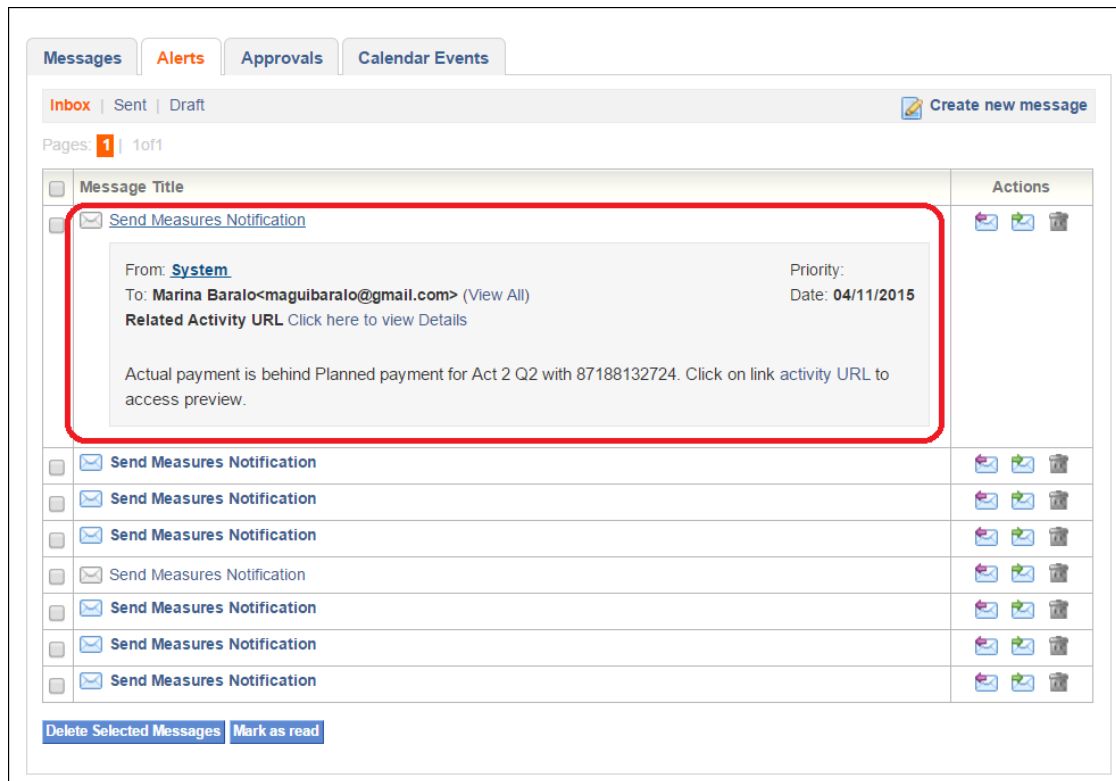 Messages Alerts Approvals Calendar Events
Inbox | Sent | Draft Create new message
Pages: 1 | 1of1
Message Title Actions
Send Measures Notification
From: System Priority:
To: Marina Baralo<maguibaralo@gmail.com> (View All) Date: 04/11/2015
Related Activity URL Click here to view Details
Actual payment is behind Planned payment for Act 2 Q2 with 87188132724. Click on link activity URL to
access preview.
Send Measures Notification
Send Measures Notification
Send Measures Notification
Send Measures Notification
Send Measures Notification
Send Measures Notification
Send Measures Notification
Delete Selected Messages Mark as read